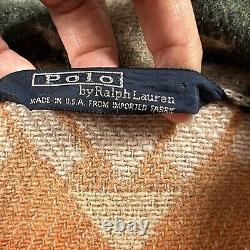 Polo
by Ralph Lauren
MADE IN U.S.A. FROM IMPORTED FABRIC